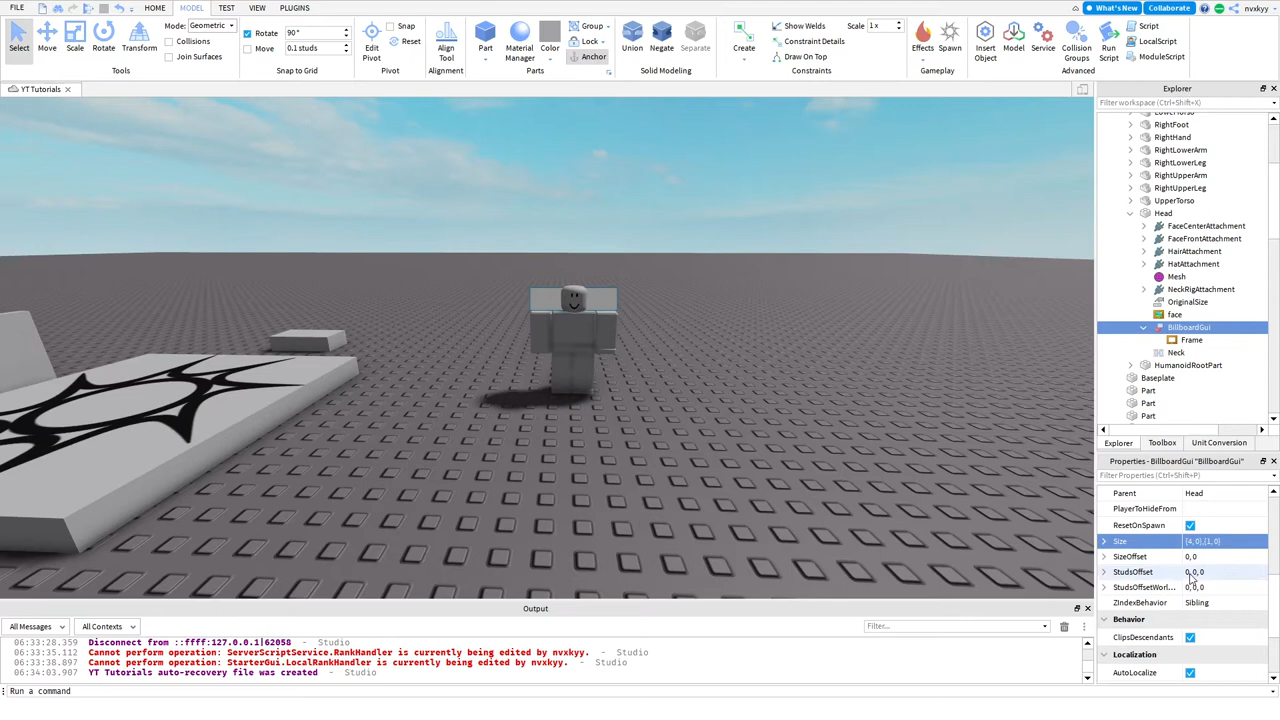 FILE HOME MODEL TEST VIEW PLUGINS What's New Collaborate nvxkyy
Select Move Scale Rotate Transform Mode: Geometric Collisions Join Surfaces Tools
Rotate 90° Move 0.1 studs Snap to Grid
Edit Pivot Snap Reset Pivot
Align Tool Alignment
Part Material Manager Color Group Lock Anchor Parts
Union Negate Separate Solid Modeling
Create Show Welds Scale 1 x Constraint Details Draw On Top Constraints
Effects Spawn Gameplay
Insert Object Model Service Collision Groups Run Script Script LocalScript ModuleScript Advanced
YT Tutorials
Explorer
Filter workspace (Ctrl+Shift+X)
LowerTorso
RightFoot
RightHand
RightLowerArm
RightLowerLeg
RightUpperArm
RightUpperLeg
UpperTorso
Head
FaceCenterAttachment
FaceFrontAttachment
HairAttachment
HatAttachment
Mesh
NeckRigAttachment
OriginalSize
face
BillboardGui
Frame
Neck
HumanoidRootPart
Baseplate
Part
Part
Part
Explorer Toolbox Unit Conversion
Properties - BillboardGui "BillboardGui"
Filter Properties (Ctrl+Shift+P)
Parent Head
PlayerToHideFrom
ResetOnSpawn
Size {4, 0},{1, 0}
SizeOffset 0, 0
StudsOffset 0, 0, 0
StudsOffsetWorl... 0, 0, 0
ZIndexBehavior Sibling
Behavior
ClipsDescendants
Localization
AutoLocalize
Output
All Messages All Contexts Filter...
06:33:28.359 Disconnect from ::ffff:127.0.0.1|62058 - Studio
06:33:35.112 Cannot perform operation: ServerScriptService.RankHandler is currently being edited by nvxkyy. - Studio
06:33:38.897 Cannot perform operation: StarterGui.LocalRankHandler is currently being edited by nvxkyy. - Studio
06:34:03.907 YT Tutorials auto-recovery file was created - Studio
Run a command